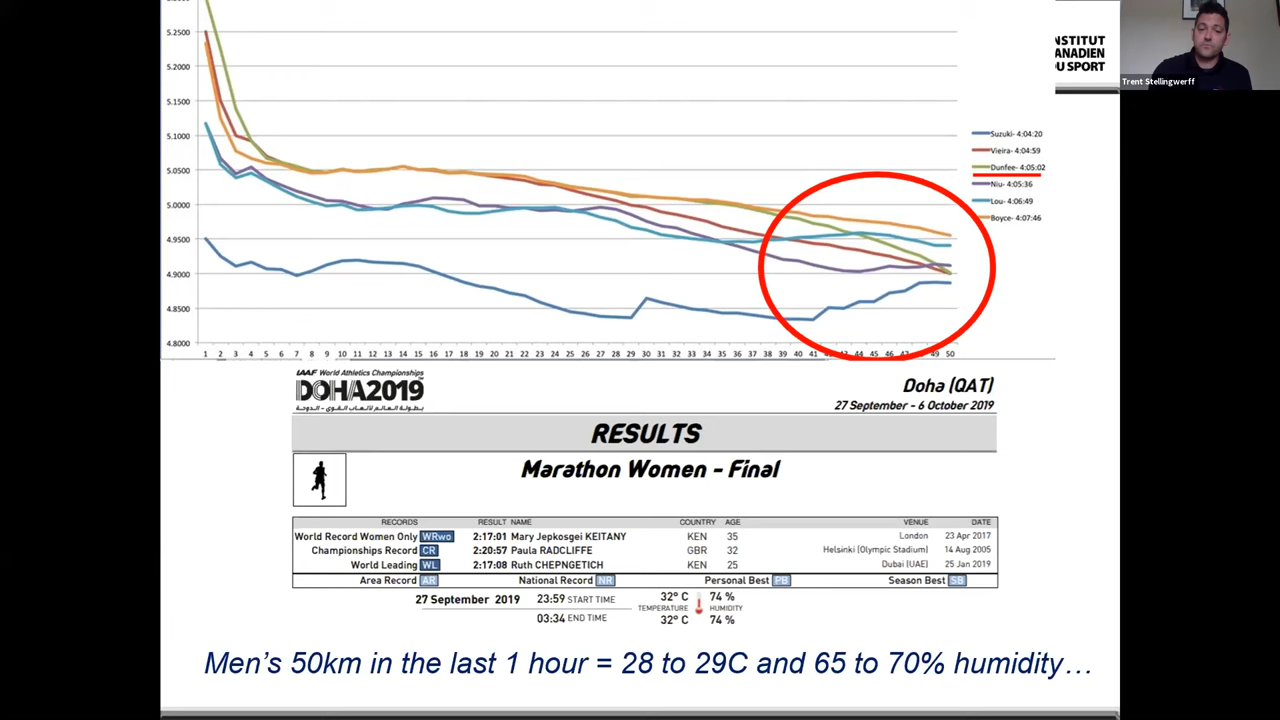 5.2500
5.2000
5.1500
5.1000
5.0500
5.0000
4.9500
4.9000
4.8500
4.8000
1 2 3 4 5 6 7 8 9 10 11 12 13 14 15 16 17 18 19 20 21 22 23 24 25 26 27 28 29 30 31 32 33 34 35 36 37 38 39 40 41 42 43 44 45 46 47 48 49 50
Suzuki- 4:04:20
Vieira- 4:04:59
Dunfee- 4:05:02
Niu- 4:05:36
Lou- 4:06:49
Boyce- 4:07:46
NSTITUT
ANADIEN
U SPORT
Trent Stellingwerff
IAAF World Athletics Championships
DOHA2019
Doha (QAT)
27 September - 6 October 2019
RESULTS
Marathon Women - Final
RECORDS RESULT NAME COUNTRY AGE VENUE DATE
World Record Women Only WRwo 2:17:01 Mary Jepkosgei KEITANY KEN 35 London 23 Apr 2017
Championships Record CR 2:20:57 Paula RADCLIFFE GBR 32 Helsinki (Olympic Stadium) 14 Aug 2005
World Leading WL 2:17:08 Ruth CHEPNGETICH KEN 25 Dubai (UAE) 25 Jan 2019
Area Record AR National Record NR Personal Best PB Season Best SB
27 September 2019 23:59 START TIME 32° C 74 %
TEMPERATURE HUMIDITY
03:34 END TIME 32° C 74 %
Men's 50km in the last 1 hour = 28 to 29C and 65 to 70% humidity…